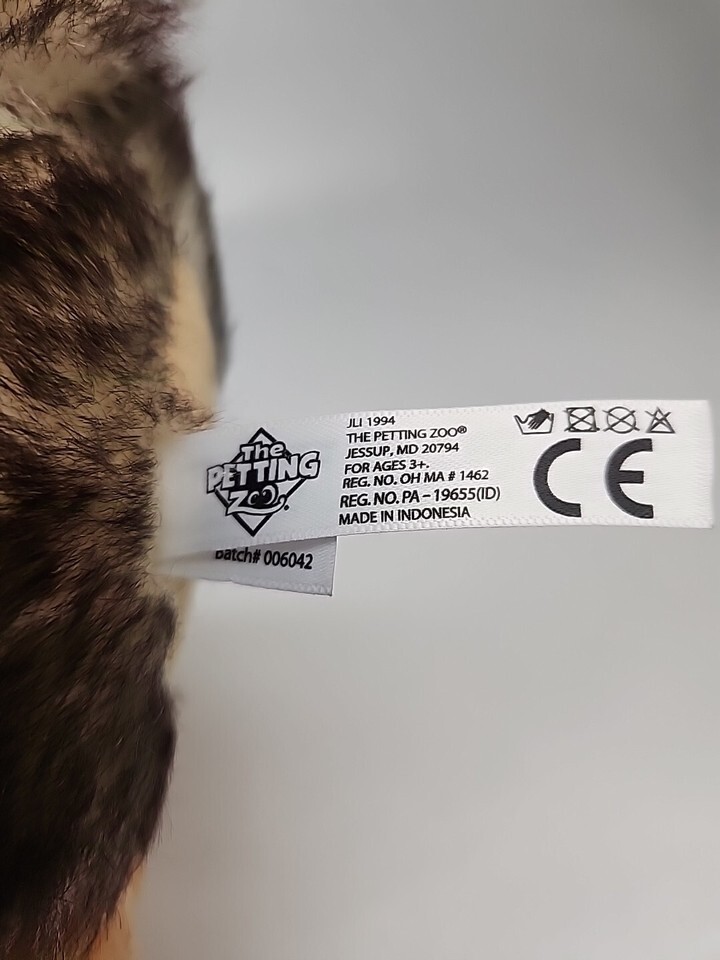 The
PETTING
ZOO®
JLI 1994
THE PETTING ZOO®
JESSUP, MD 20794
FOR AGES 3+.
REG. NO. OH MA # 1462
REG. NO. PA – 19655(ID)
MADE IN INDONESIA
CE
Batch# 006042